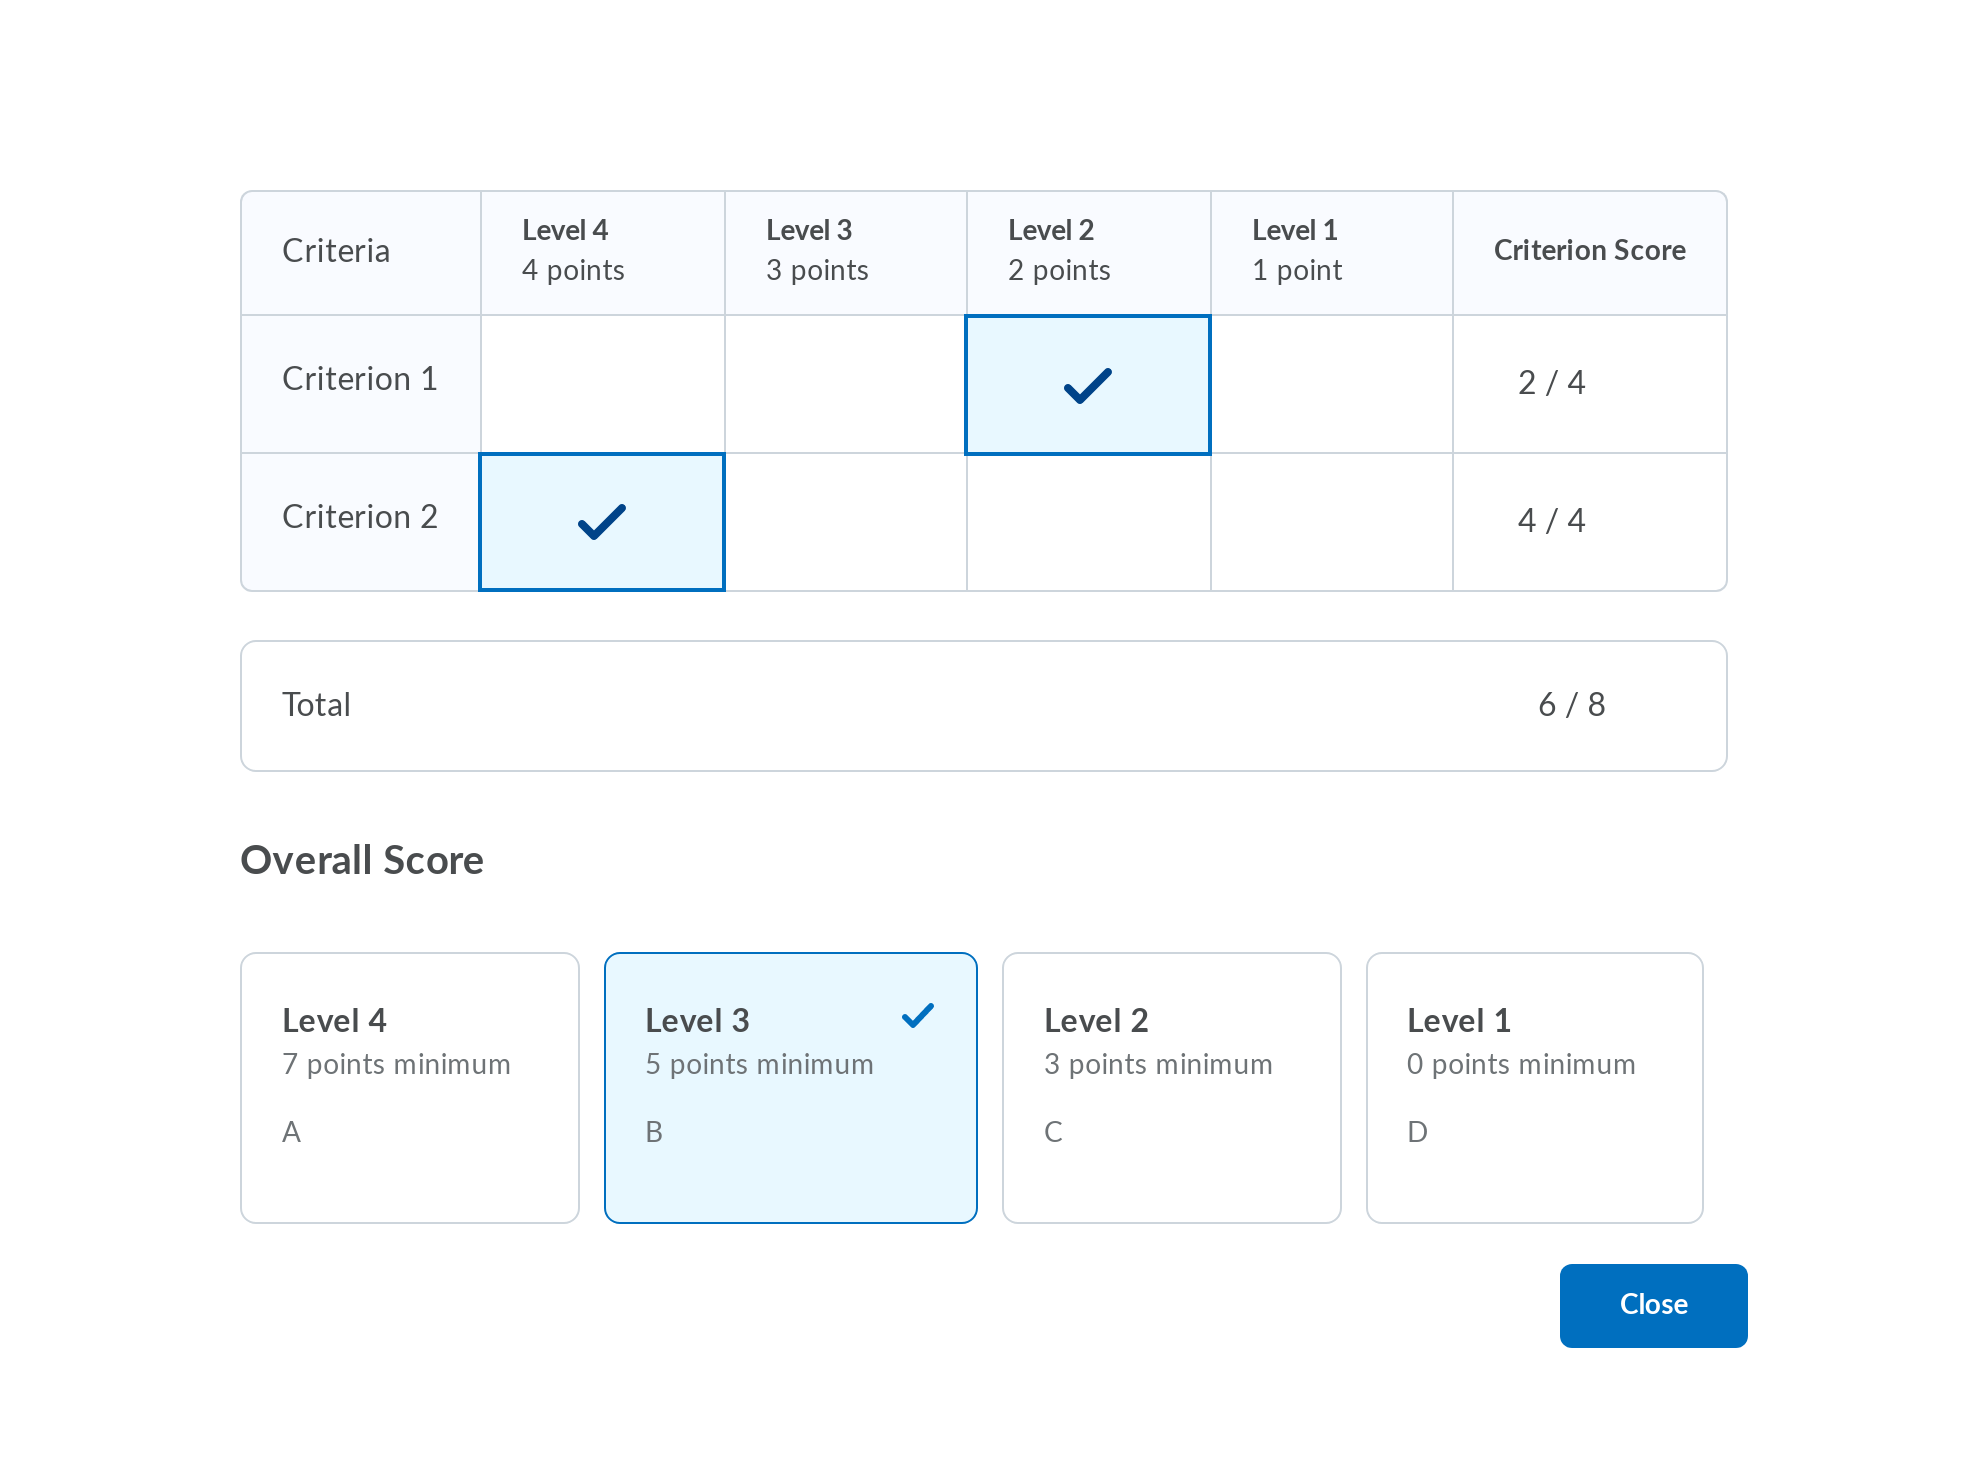 Criteria
Level 4
4 points
Level 3
3 points
Level 2
2 points
Level 1
1 point
Criterion Score
Criterion 1
2 / 4
Criterion 2
4 / 4
Total
6 / 8
Overall Score
Level 4
7 points minimum
A
Level 3
5 points minimum
B
Level 2
3 points minimum
C
Level 1
0 points minimum
D
Close